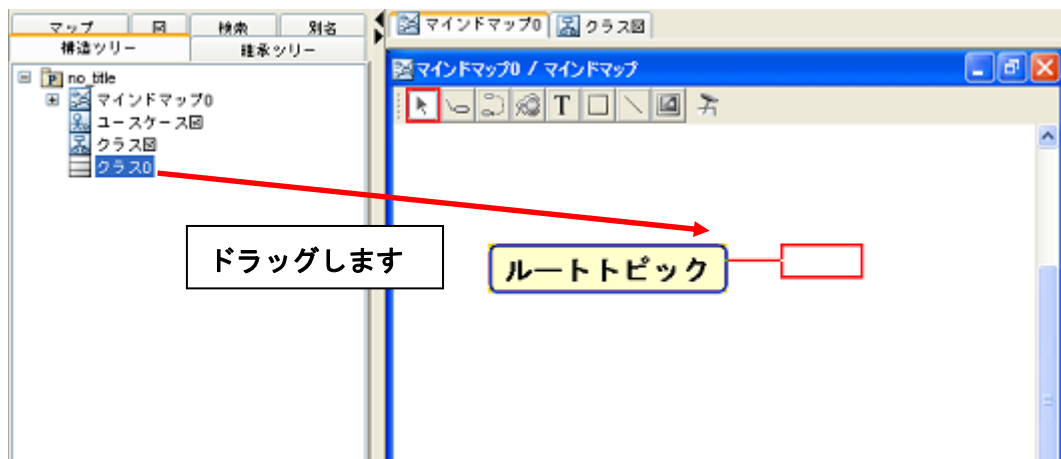 マップ 図 検索 別名
構造ツリー 継承ツリー
no_title
マインドマップ0
ユースケース図
クラス図
クラス0
マインドマップ0 クラス図
マインドマップ0 / マインドマップ
T
ドラッグします
ルートトピック